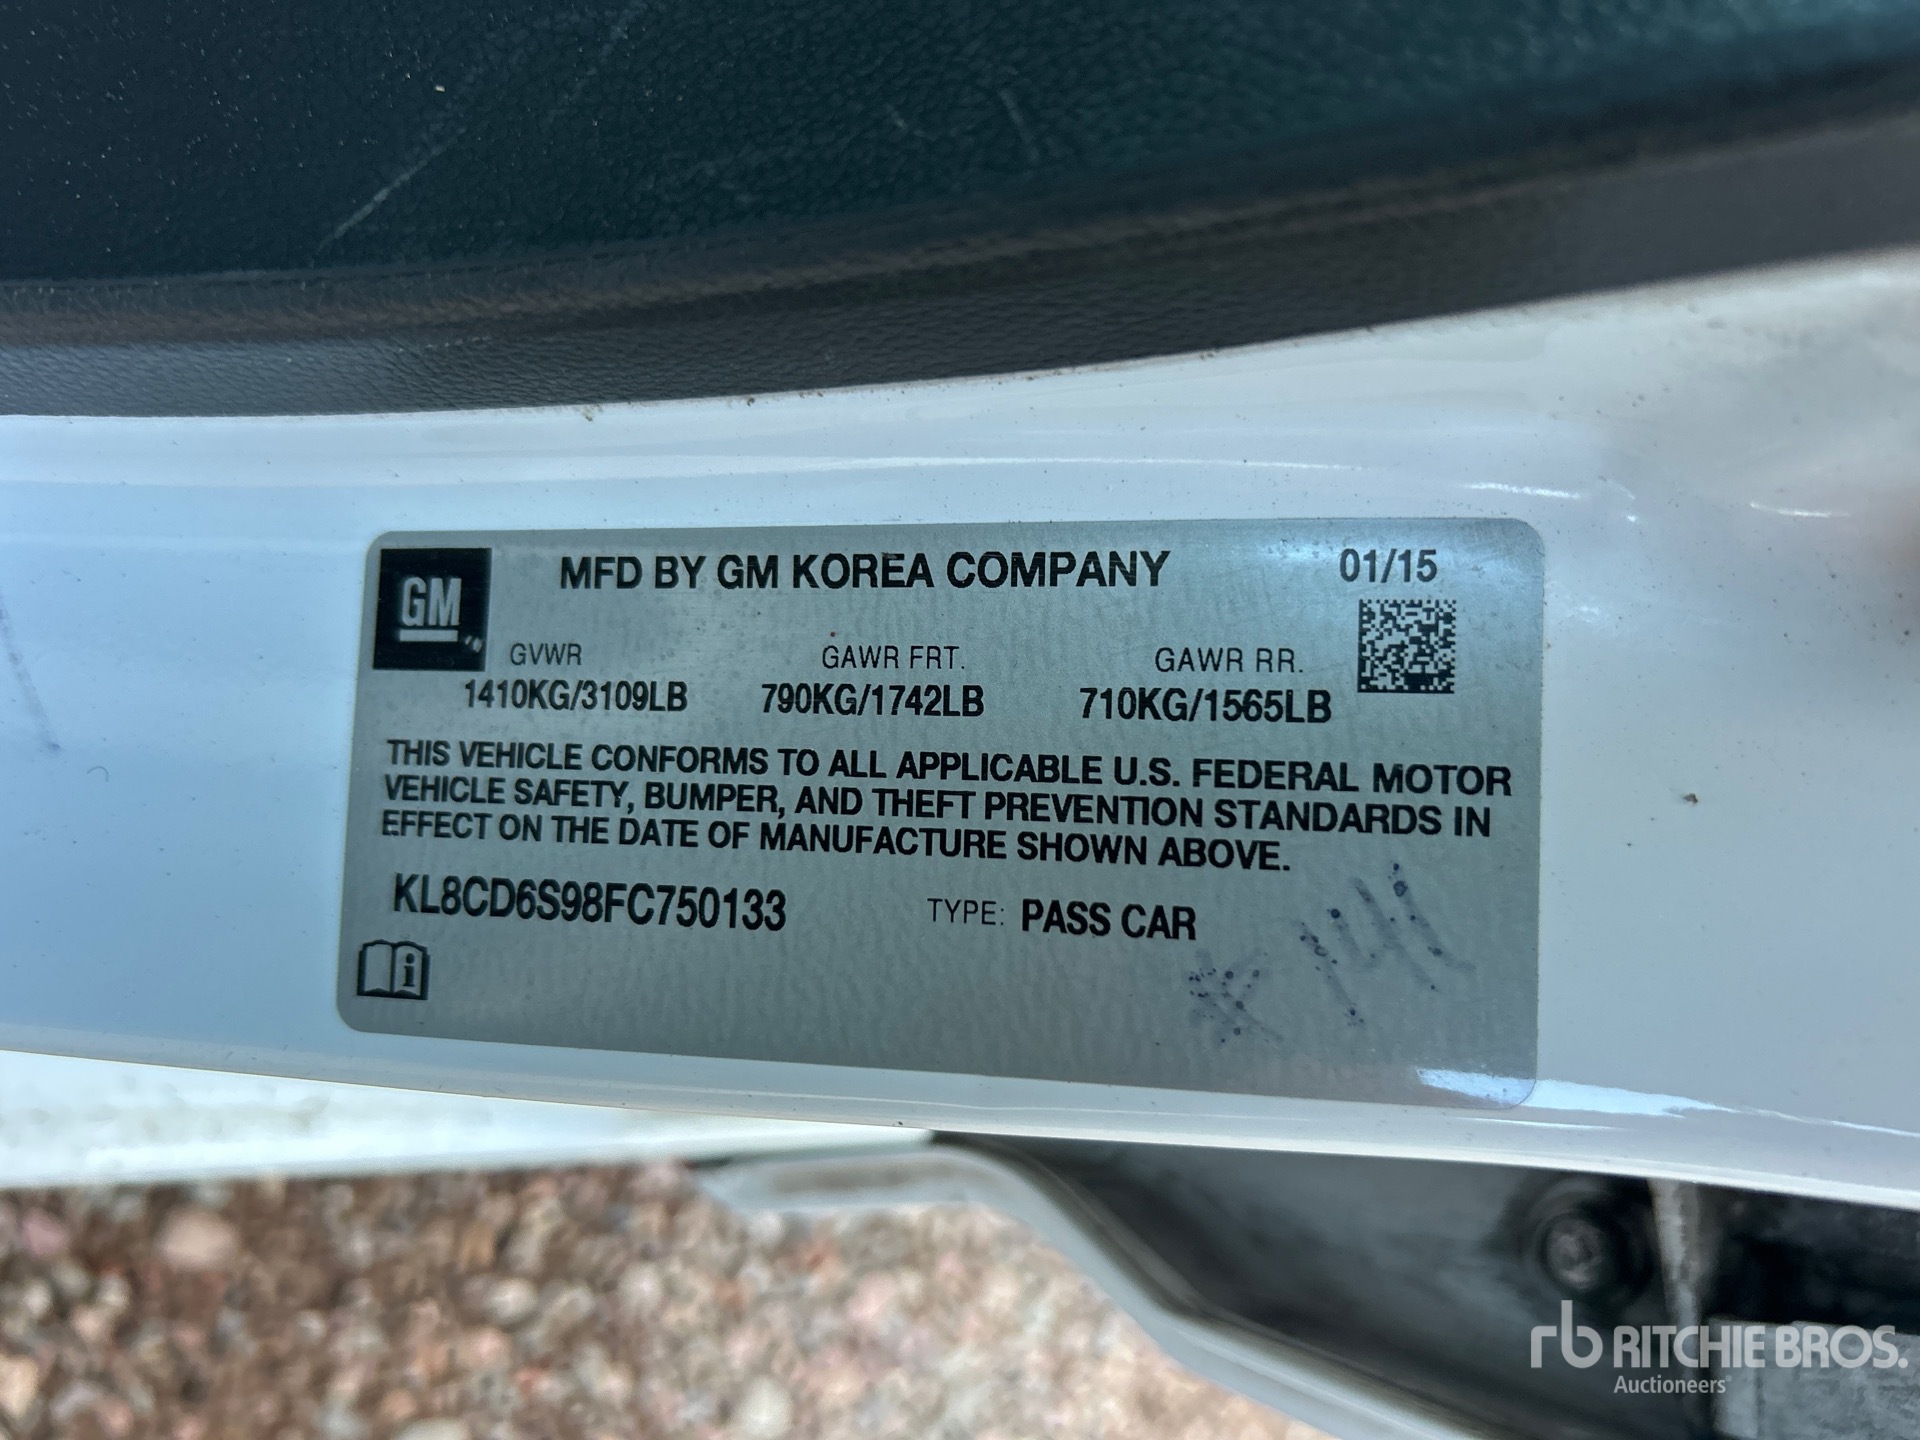 GM
MFD BY GM KOREA COMPANY 01/15
GVWR GAWR FRT. GAWR RR.
1410KG/3109LB 790KG/1742LB 710KG/1565LB
THIS VEHICLE CONFORMS TO ALL APPLICABLE U.S. FEDERAL MOTOR
VEHICLE SAFETY, BUMPER, AND THEFT PREVENTION STANDARDS IN
EFFECT ON THE DATE OF MANUFACTURE SHOWN ABOVE.
KL8CD6S98FC750133 TYPE: PASS CAR
rb RITCHIE BROS.
Auctioneers